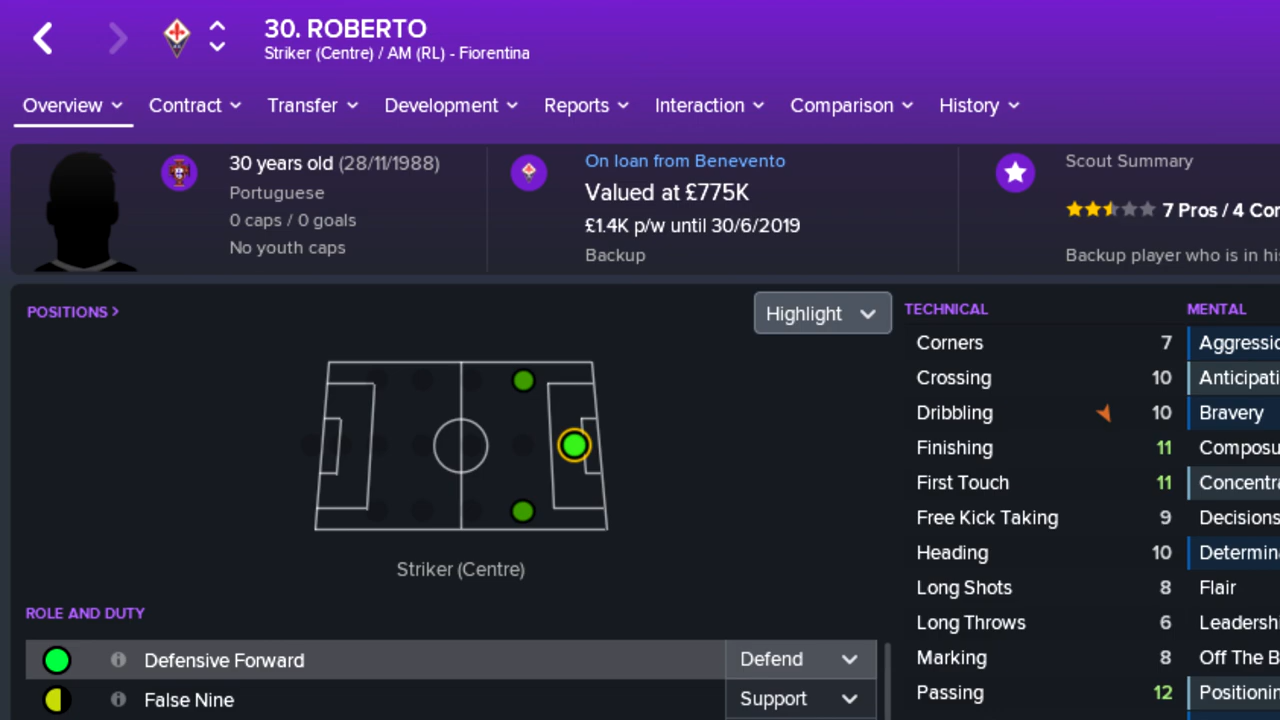 30. ROBERTO
Striker (Centre) / AM (RL) - Fiorentina
Overview Contract Transfer Development Reports Interaction Comparison History
30 years old (28/11/1988)
Portuguese
0 caps / 0 goals
No youth caps
On loan from Benevento
Valued at £775K
£1.4K p/w until 30/6/2019
Backup
Scout Summary
7 Pros / 4 Con
Backup player who is in his
POSITIONS >
Highlight
Striker (Centre)
ROLE AND DUTY
Defensive Forward Defend
False Nine Support
TECHNICAL
Corners 7
Crossing 10
Dribbling 10
Finishing 11
First Touch 11
Free Kick Taking 9
Heading 10
Long Shots 8
Long Throws 6
Marking 8
Passing 12
MENTAL
Aggressio
Anticipati
Bravery
Composu
Concentra
Decisions
Determina
Flair
Leadershi
Off The B
Positionin